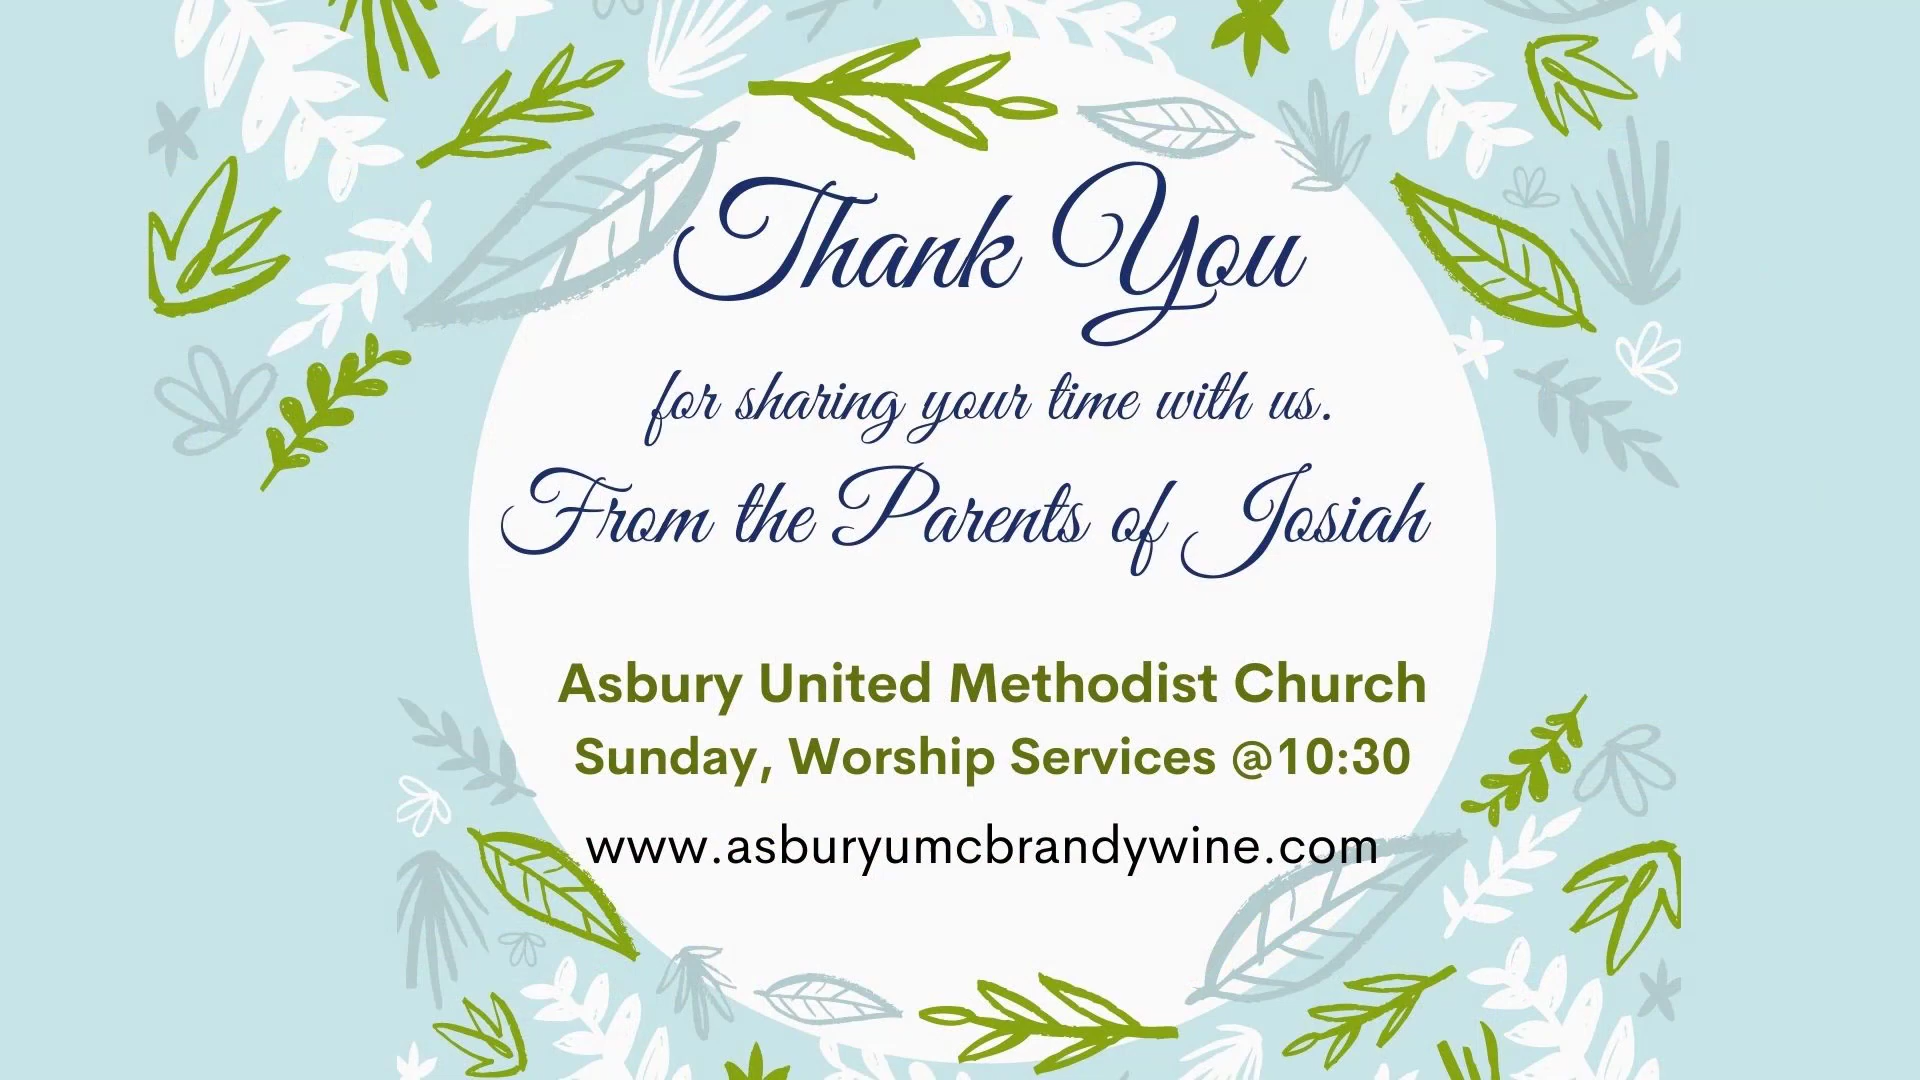 Thank You
for sharing your time with us.
From the Parents of Josiah
Asbury United Methodist Church
Sunday, Worship Services @10:30
www.asburyumcbrandywine.com